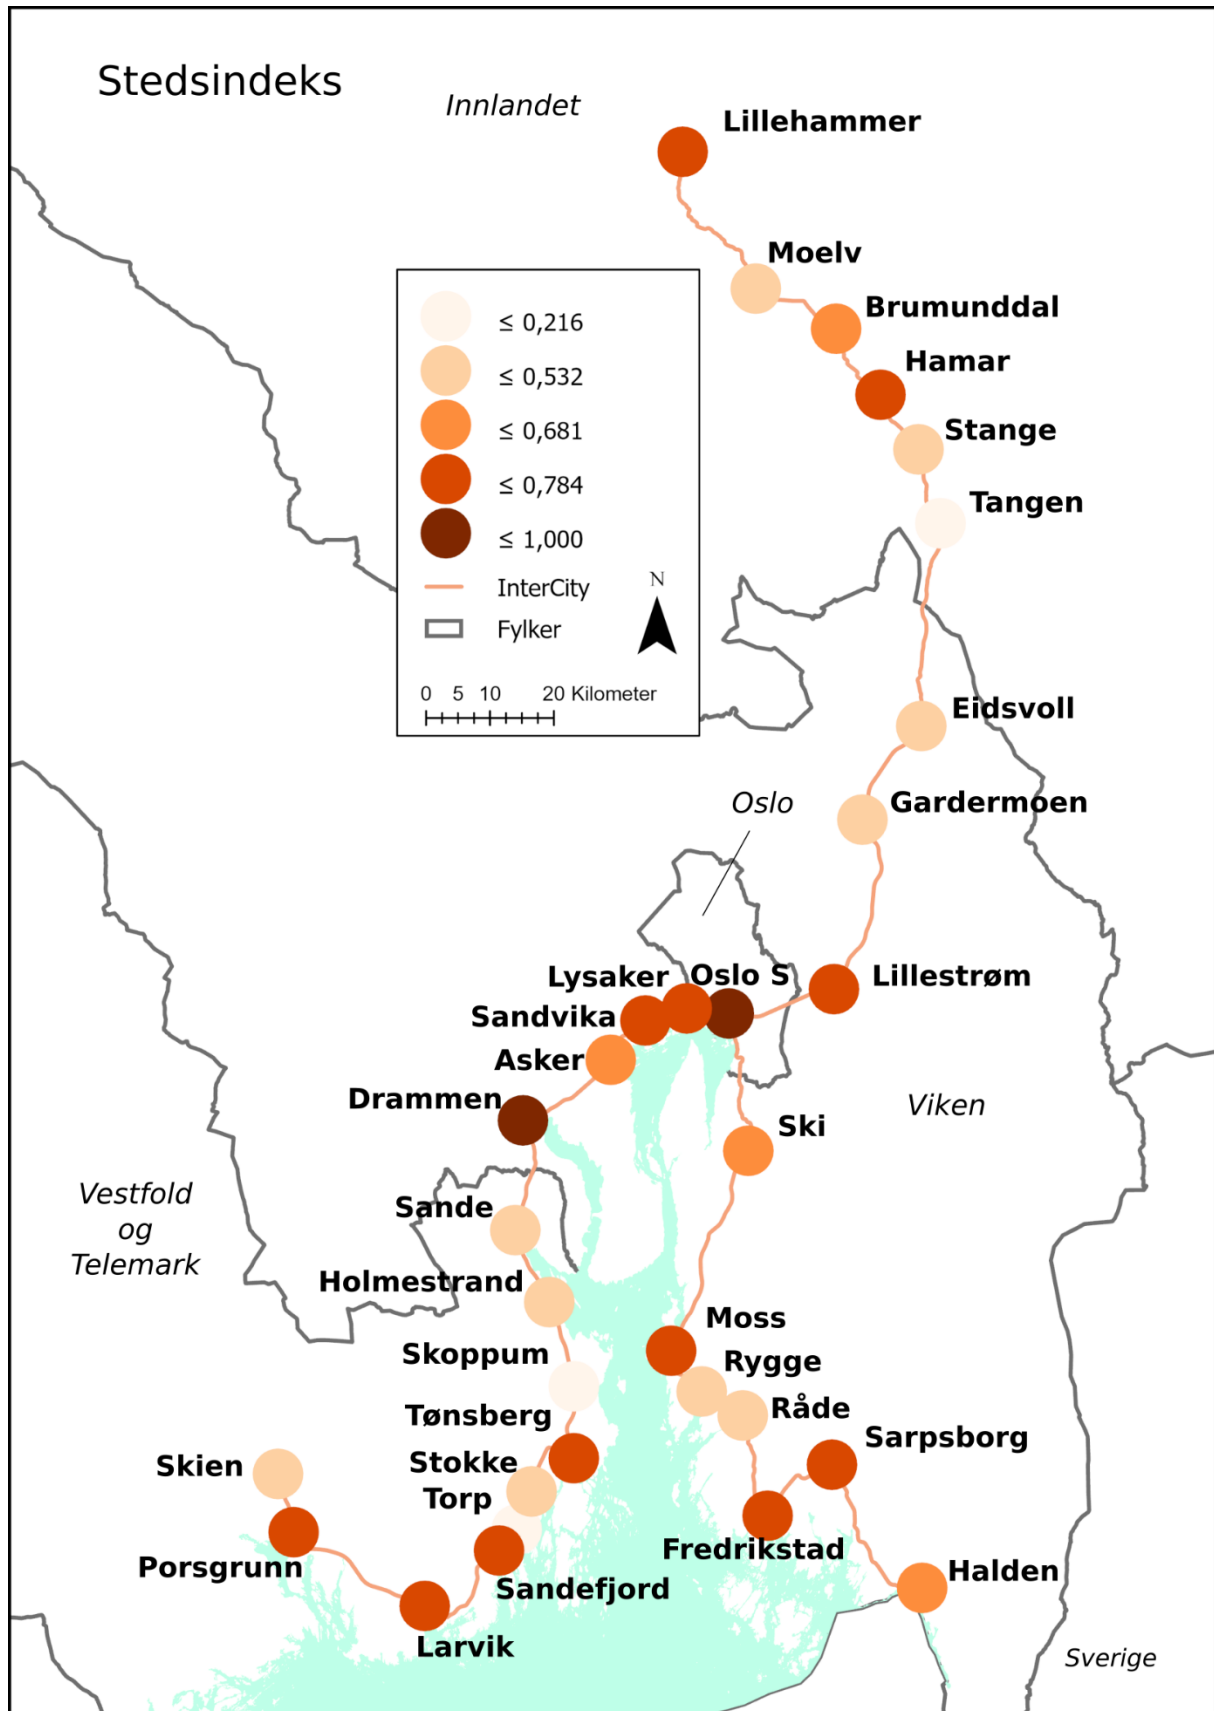 Stedsindeks
Innlandet
Lillehammer
Moelv
Brumunddal
Hamar
Stange
Tangen
≤ 0,216
≤ 0,532
≤ 0,681
≤ 0,784
≤ 1,000
InterCity
Fylker
N
0 5 10 20 Kilometer
Eidsvoll
Gardermoen
Oslo
Lysaker
Oslo S
Lillestrøm
Sandvika
Asker
Drammen
Ski
Viken
Vestfold
og
Telemark
Sande
Holmestrand
Skoppum
Moss
Rygge
Råde
Tønsberg
Stokke
Torp
Skien
Sarpsborg
Porsgrunn
Fredrikstad
Sandefjord
Halden
Larvik
Sverige